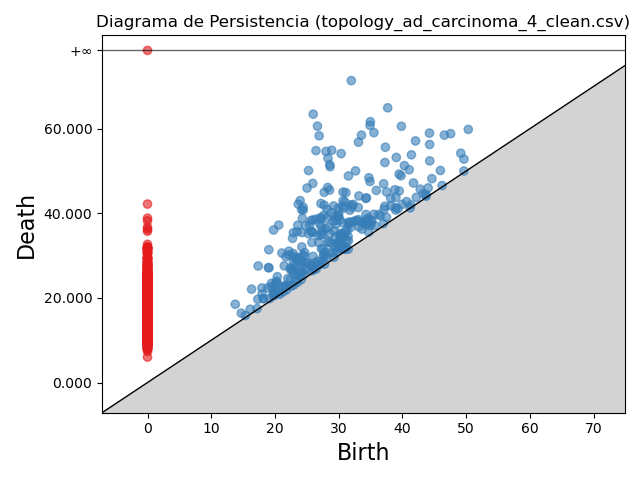 Diagrama de Persistencia (topology_ad_carcinoma_4_clean.csv)
+∞
60.000
40.000
20.000
0.000
Death
0 10 20 30 40 50 60 70
Birth